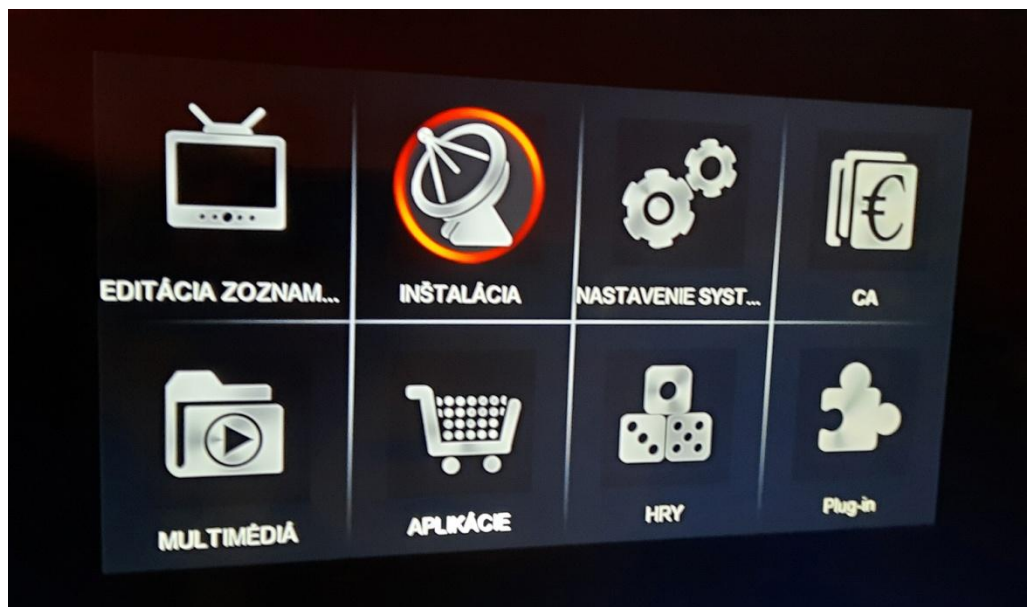 EDITÁCIA ZOZNAM...
INŠTALÁCIA
NASTAVENIE SYST...
CA
MULTIMÉDIÁ
APLIKÁCIE
HRY
Plug-in